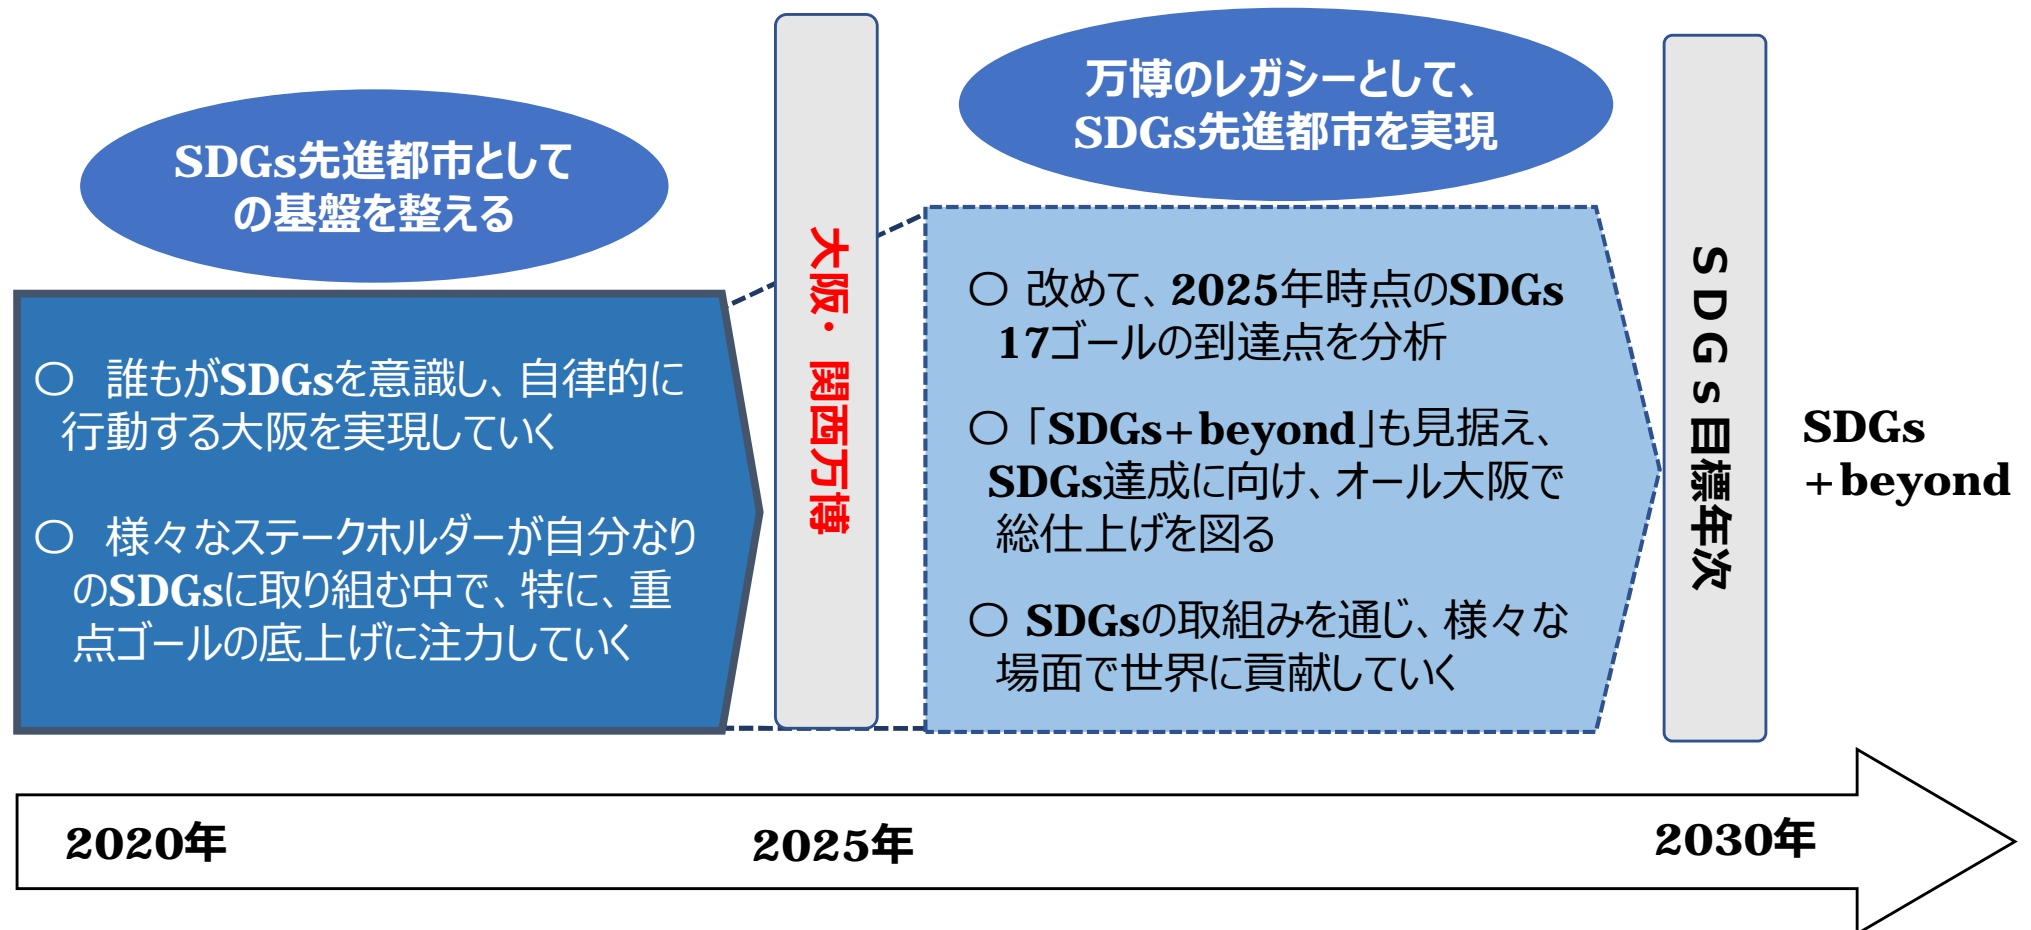 SDGs先進都市として
の基盤を整える
〇　誰もがSDGsを意識し、自律的に
行動する大阪を実現していく
〇　様々なステークホルダーが自分なり
のSDGsに取り組む中で、特に、重
点ゴールの底上げに注力していく
大阪・関西万博
万博のレガシーとして、
SDGs先進都市を実現
〇 改めて、2025年時点のSDGs
17ゴールの到達点を分析
〇「SDGs+beyond」も見据え、
SDGs達成に向け、オール大阪で
総仕上げを図る
〇 SDGsの取組みを通じ、様々な
場面で世界に貢献していく
SDGs目標年次
SDGs
+beyond
2020年
2025年
2030年